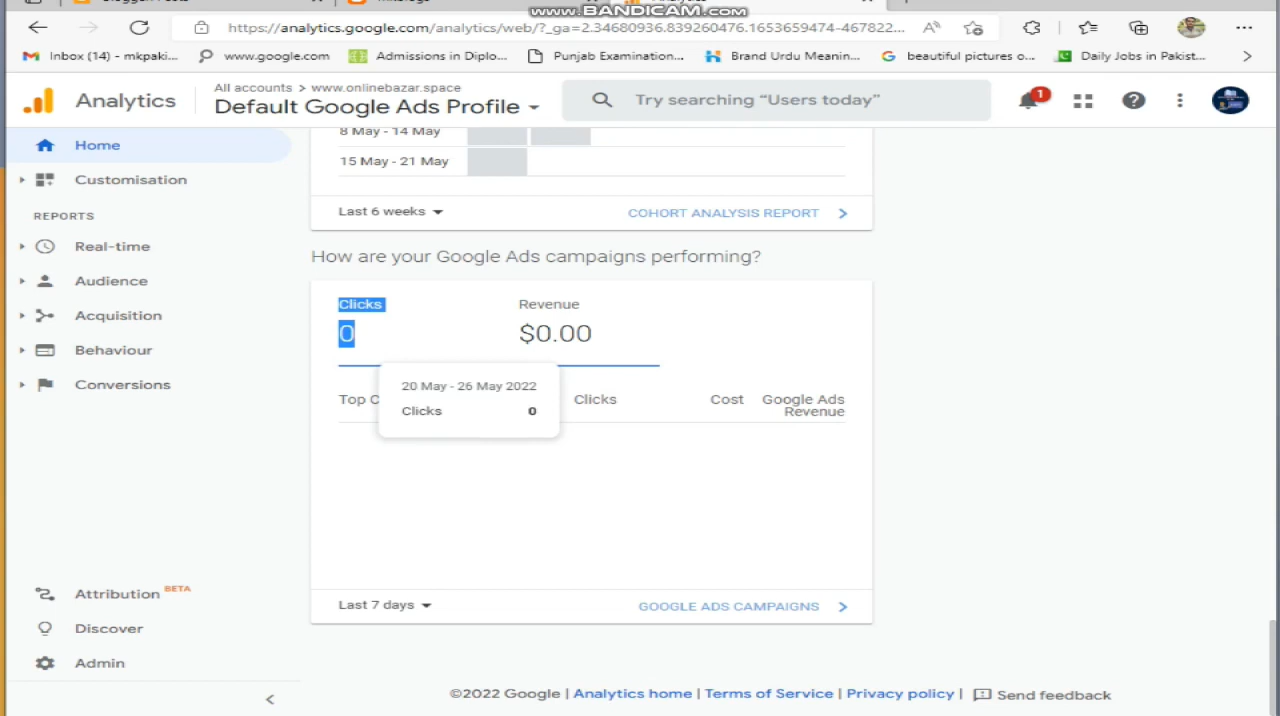 www.BANDICAM.com
Analytics
https://analytics.google.com/analytics/web/?_ga=2.34680936.839260476.1653659474-467822...
Inbox (14) - mkpaki...
www.google.com
Admissions in Diplo...
Punjab Examination...
Brand Urdu Meanin...
beautiful pictures o...
Daily Jobs in Pakist...
Analytics
All accounts > www.onlinebazar.space
Default Google Ads Profile
Try searching “Users today”
1
Home
Customisation
REPORTS
Real-time
Audience
Acquisition
Behaviour
Conversions
Attribution BETA
Discover
Admin
8 May - 14 May
15 May - 21 May
Last 6 weeks
COHORT ANALYSIS REPORT
How are your Google Ads campaigns performing?
Clicks
0
Revenue
$0.00
20 May - 26 May 2022
Clicks 0
Top C
Clicks
Cost
Google Ads
Revenue
Last 7 days
GOOGLE ADS CAMPAIGNS
©2022 Google | Analytics home | Terms of Service | Privacy policy | Send feedback